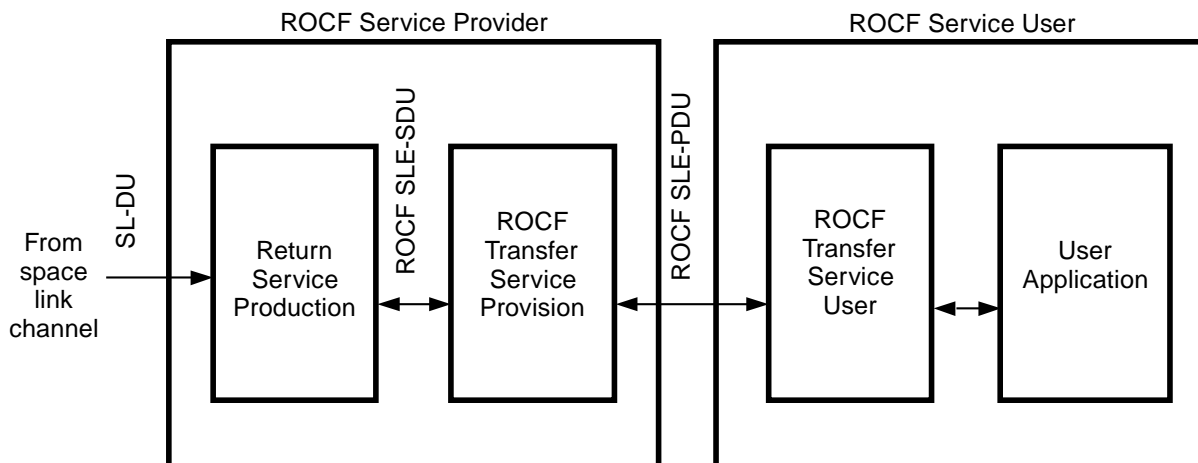 ROCF Service Provider
ROCF Service User
SL-DU
From
space
link
channel
Return
Service
Production
ROCF SLE-SDU
ROCF
Transfer
Service
Provision
ROCF SLE-PDU
ROCF
Transfer
Service
User
User
Application